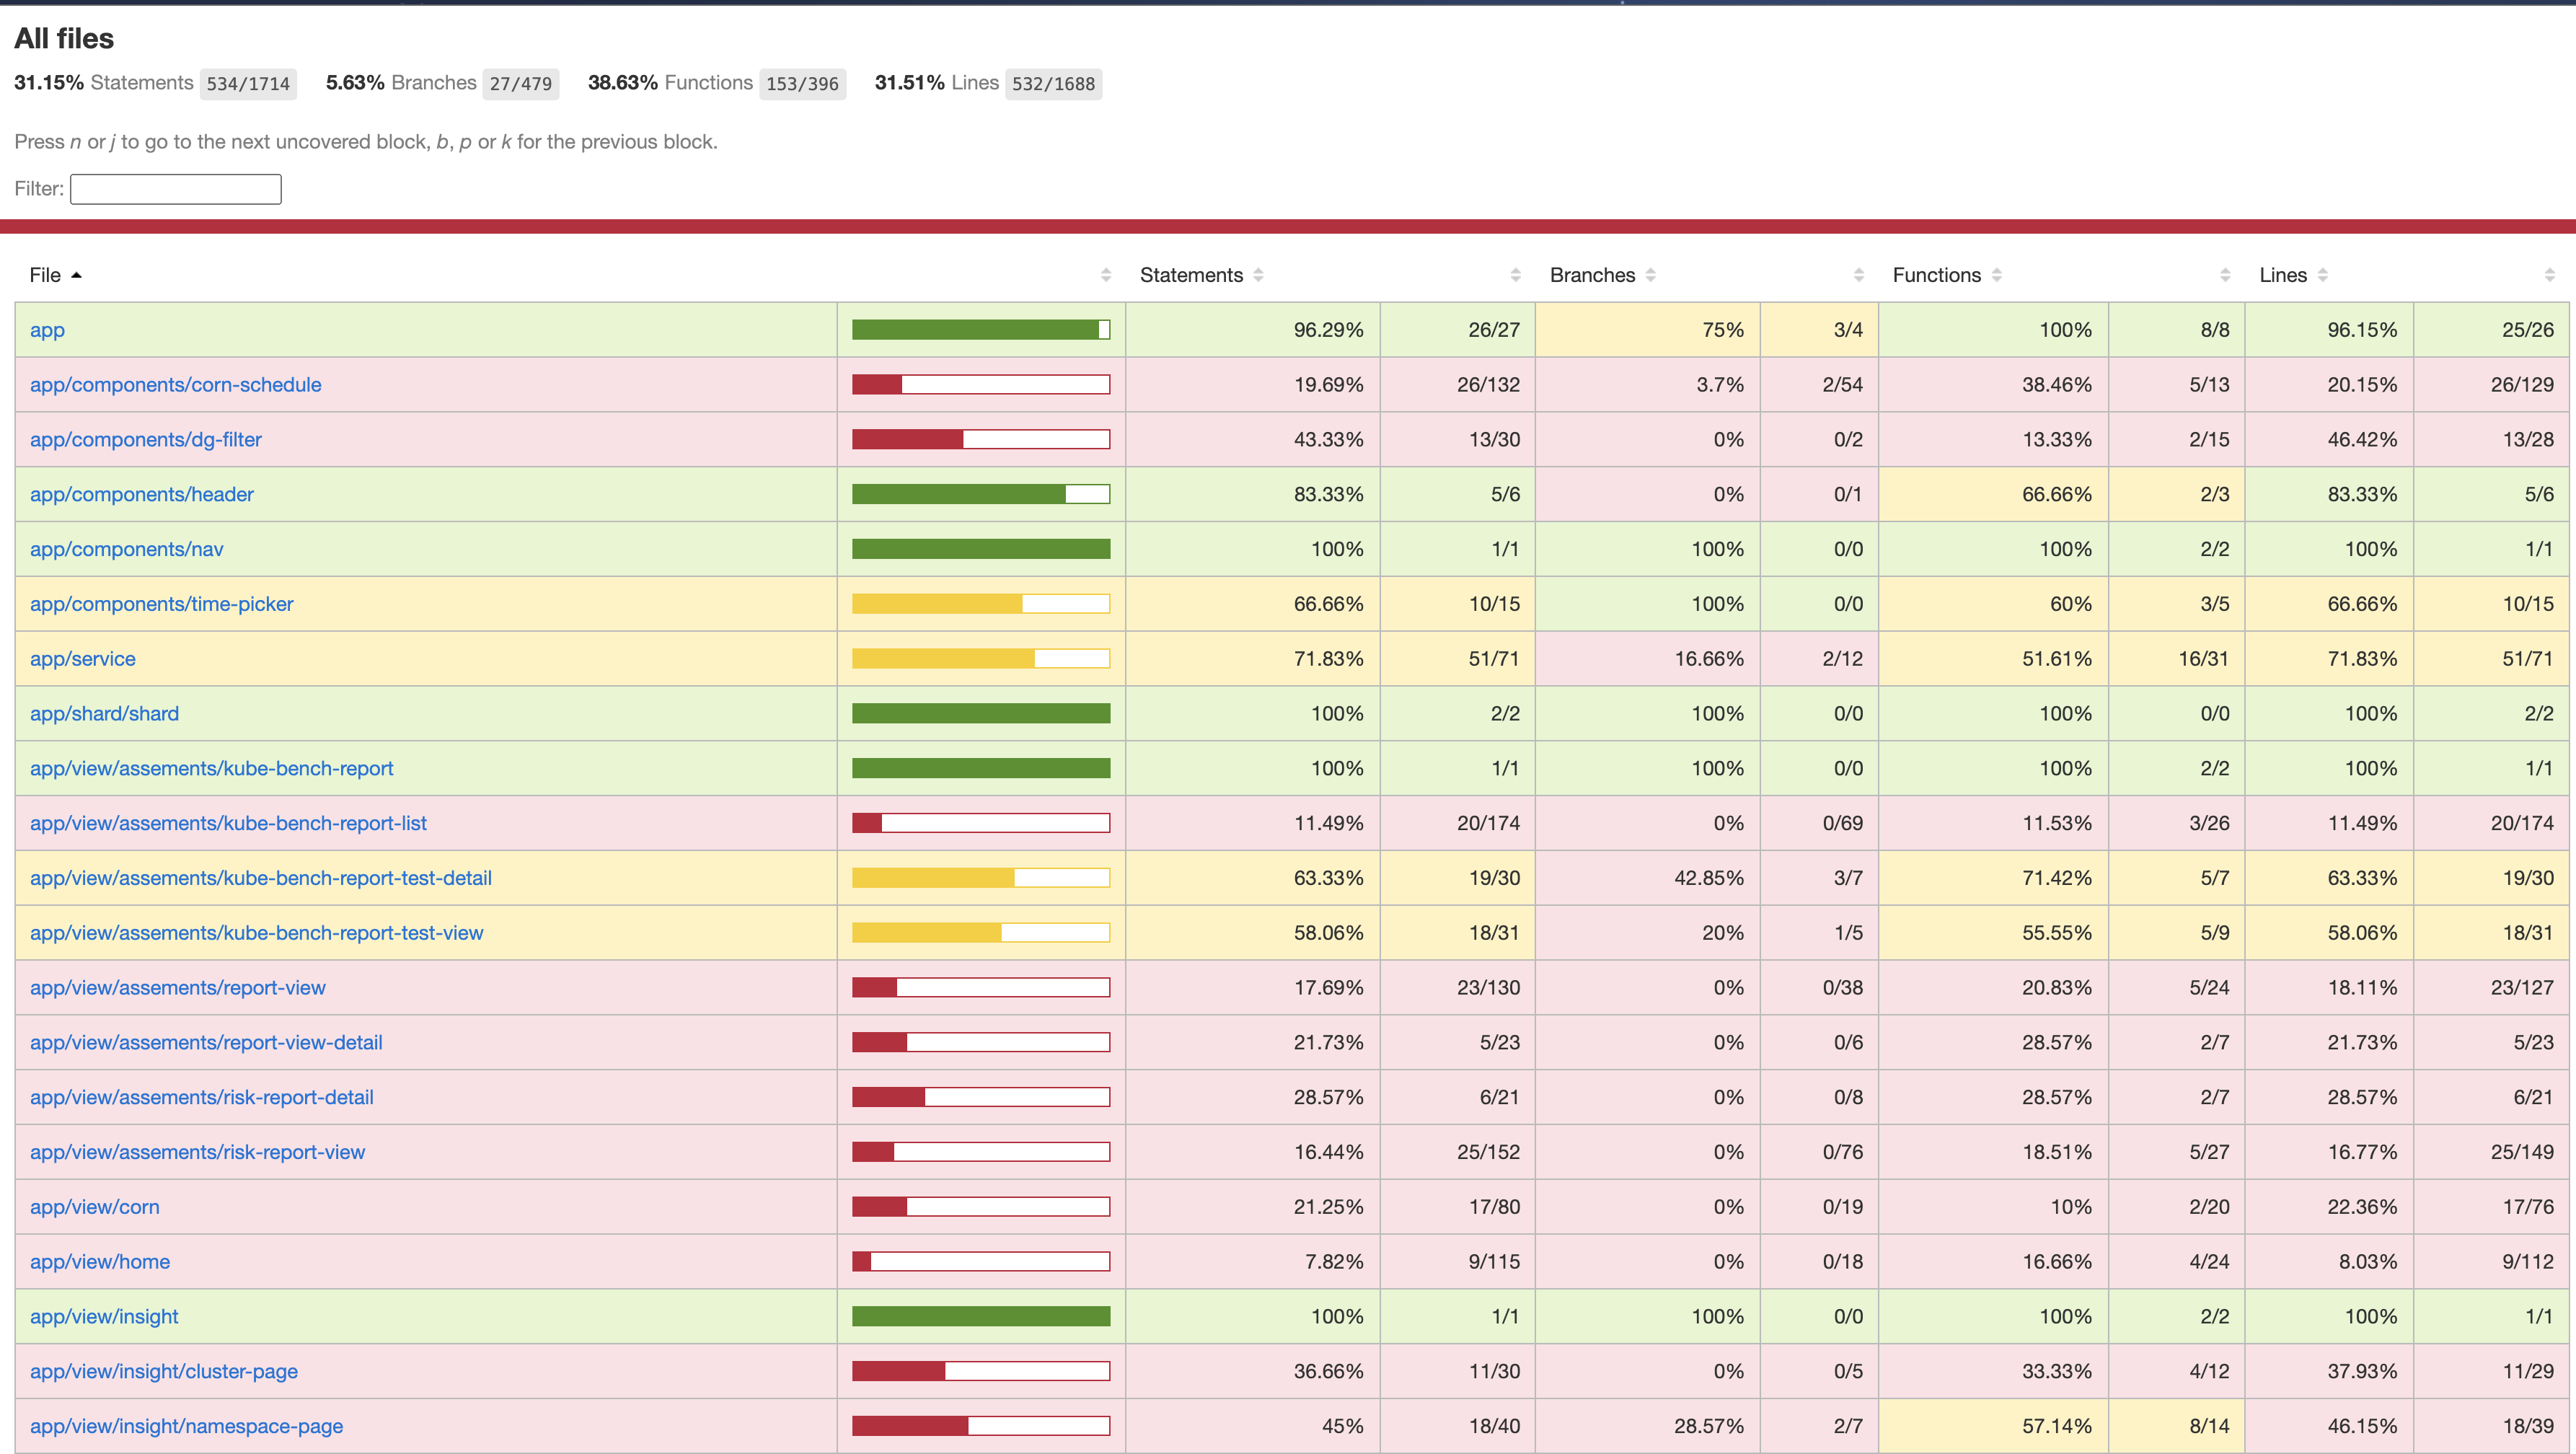 All files
31.15% Statements 534/1714 5.63% Branches 27/479 38.63% Functions 153/396 31.51% Lines 532/1688
Press n or j to go to the next uncovered block, b, p or k for the previous block.
Filter:
File Statements Branches Functions Lines
app 96.29% 26/27 75% 3/4 100% 8/8 96.15% 25/26
app/components/corn-schedule 19.69% 26/132 3.7% 2/54 38.46% 5/13 20.15% 26/129
app/components/dg-filter 43.33% 13/30 0% 0/2 13.33% 2/15 46.42% 13/28
app/components/header 83.33% 5/6 0% 0/1 66.66% 2/3 83.33% 5/6
app/components/nav 100% 1/1 100% 0/0 100% 2/2 100% 1/1
app/components/time-picker 66.66% 10/15 100% 0/0 60% 3/5 66.66% 10/15
app/service 71.83% 51/71 16.66% 2/12 51.61% 16/31 71.83% 51/71
app/shard/shard 100% 2/2 100% 0/0 100% 0/0 100% 2/2
app/view/assements/kube-bench-report 100% 1/1 100% 0/0 100% 2/2 100% 1/1
app/view/assements/kube-bench-report-list 11.49% 20/174 0% 0/69 11.53% 3/26 11.49% 20/174
app/view/assements/kube-bench-report-test-detail 63.33% 19/30 42.85% 3/7 71.42% 5/7 63.33% 19/30
app/view/assements/kube-bench-report-test-view 58.06% 18/31 20% 1/5 55.55% 5/9 58.06% 18/31
app/view/assements/report-view 17.69% 23/130 0% 0/38 20.83% 5/24 18.11% 23/127
app/view/assements/report-view-detail 21.73% 5/23 0% 0/6 28.57% 2/7 21.73% 5/23
app/view/assements/risk-report-detail 28.57% 6/21 0% 0/8 28.57% 2/7 28.57% 6/21
app/view/assements/risk-report-view 16.44% 25/152 0% 0/76 18.51% 5/27 16.77% 25/149
app/view/corn 21.25% 17/80 0% 0/19 10% 2/20 22.36% 17/76
app/view/home 7.82% 9/115 0% 0/18 16.66% 4/24 8.03% 9/112
app/view/insight 100% 1/1 100% 0/0 100% 2/2 100% 1/1
app/view/insight/cluster-page 36.66% 11/30 0% 0/5 33.33% 4/12 37.93% 11/29
app/view/insight/namespace-page 45% 18/40 28.57% 2/7 57.14% 8/14 46.15% 18/39